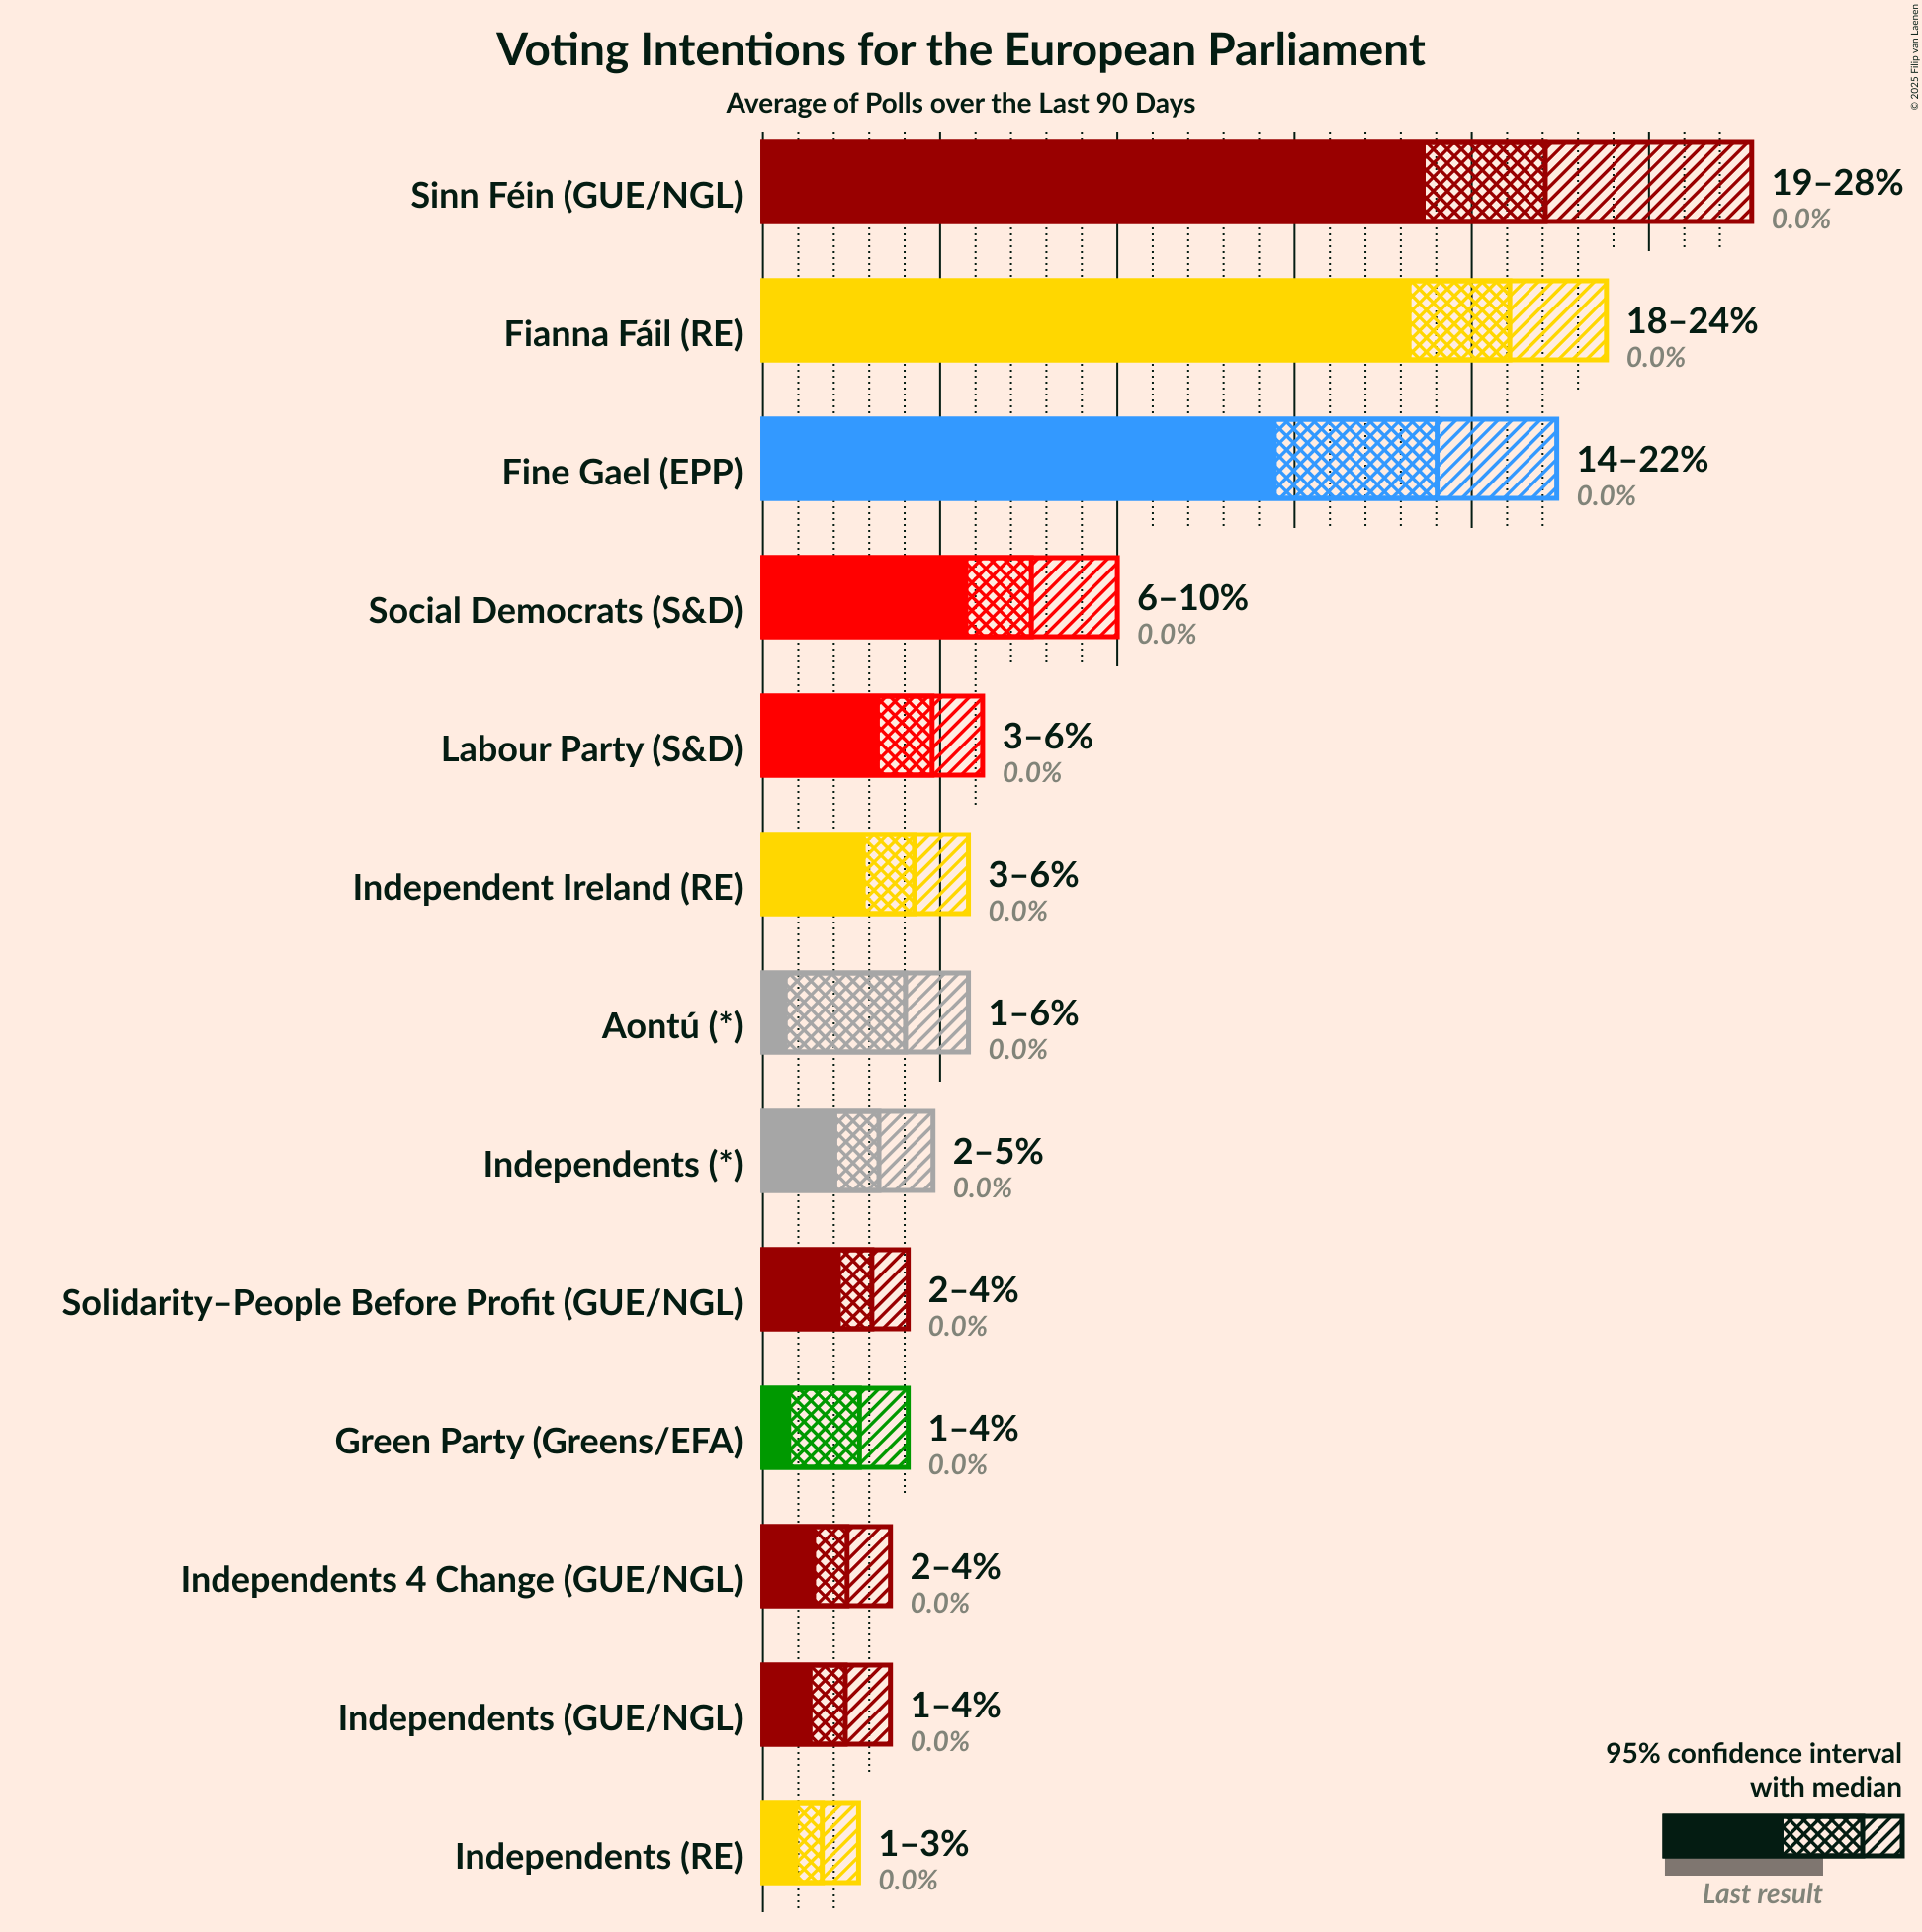 Voting Intentions for the European Parliament
Average of Polls over the Last 90 Days
© 2025 Filip van Laenen
Sinn Féin (GUE/NGL)
19–28%
0.0%
Fianna Fáil (RE)
18–24%
0.0%
Fine Gael (EPP)
14–22%
0.0%
Social Democrats (S&D)
6–10%
0.0%
Labour Party (S&D)
3–6%
0.0%
Independent Ireland (RE)
3–6%
0.0%
Aontú (*)
1–6%
0.0%
Independents (*)
2–5%
0.0%
Solidarity–People Before Profit (GUE/NGL)
2–4%
0.0%
Green Party (Greens/EFA)
1–4%
0.0%
Independents 4 Change (GUE/NGL)
2–4%
0.0%
Independents (GUE/NGL)
1–4%
0.0%
Independents (RE)
1–3%
0.0%
95% confidence interval
with median
Last result